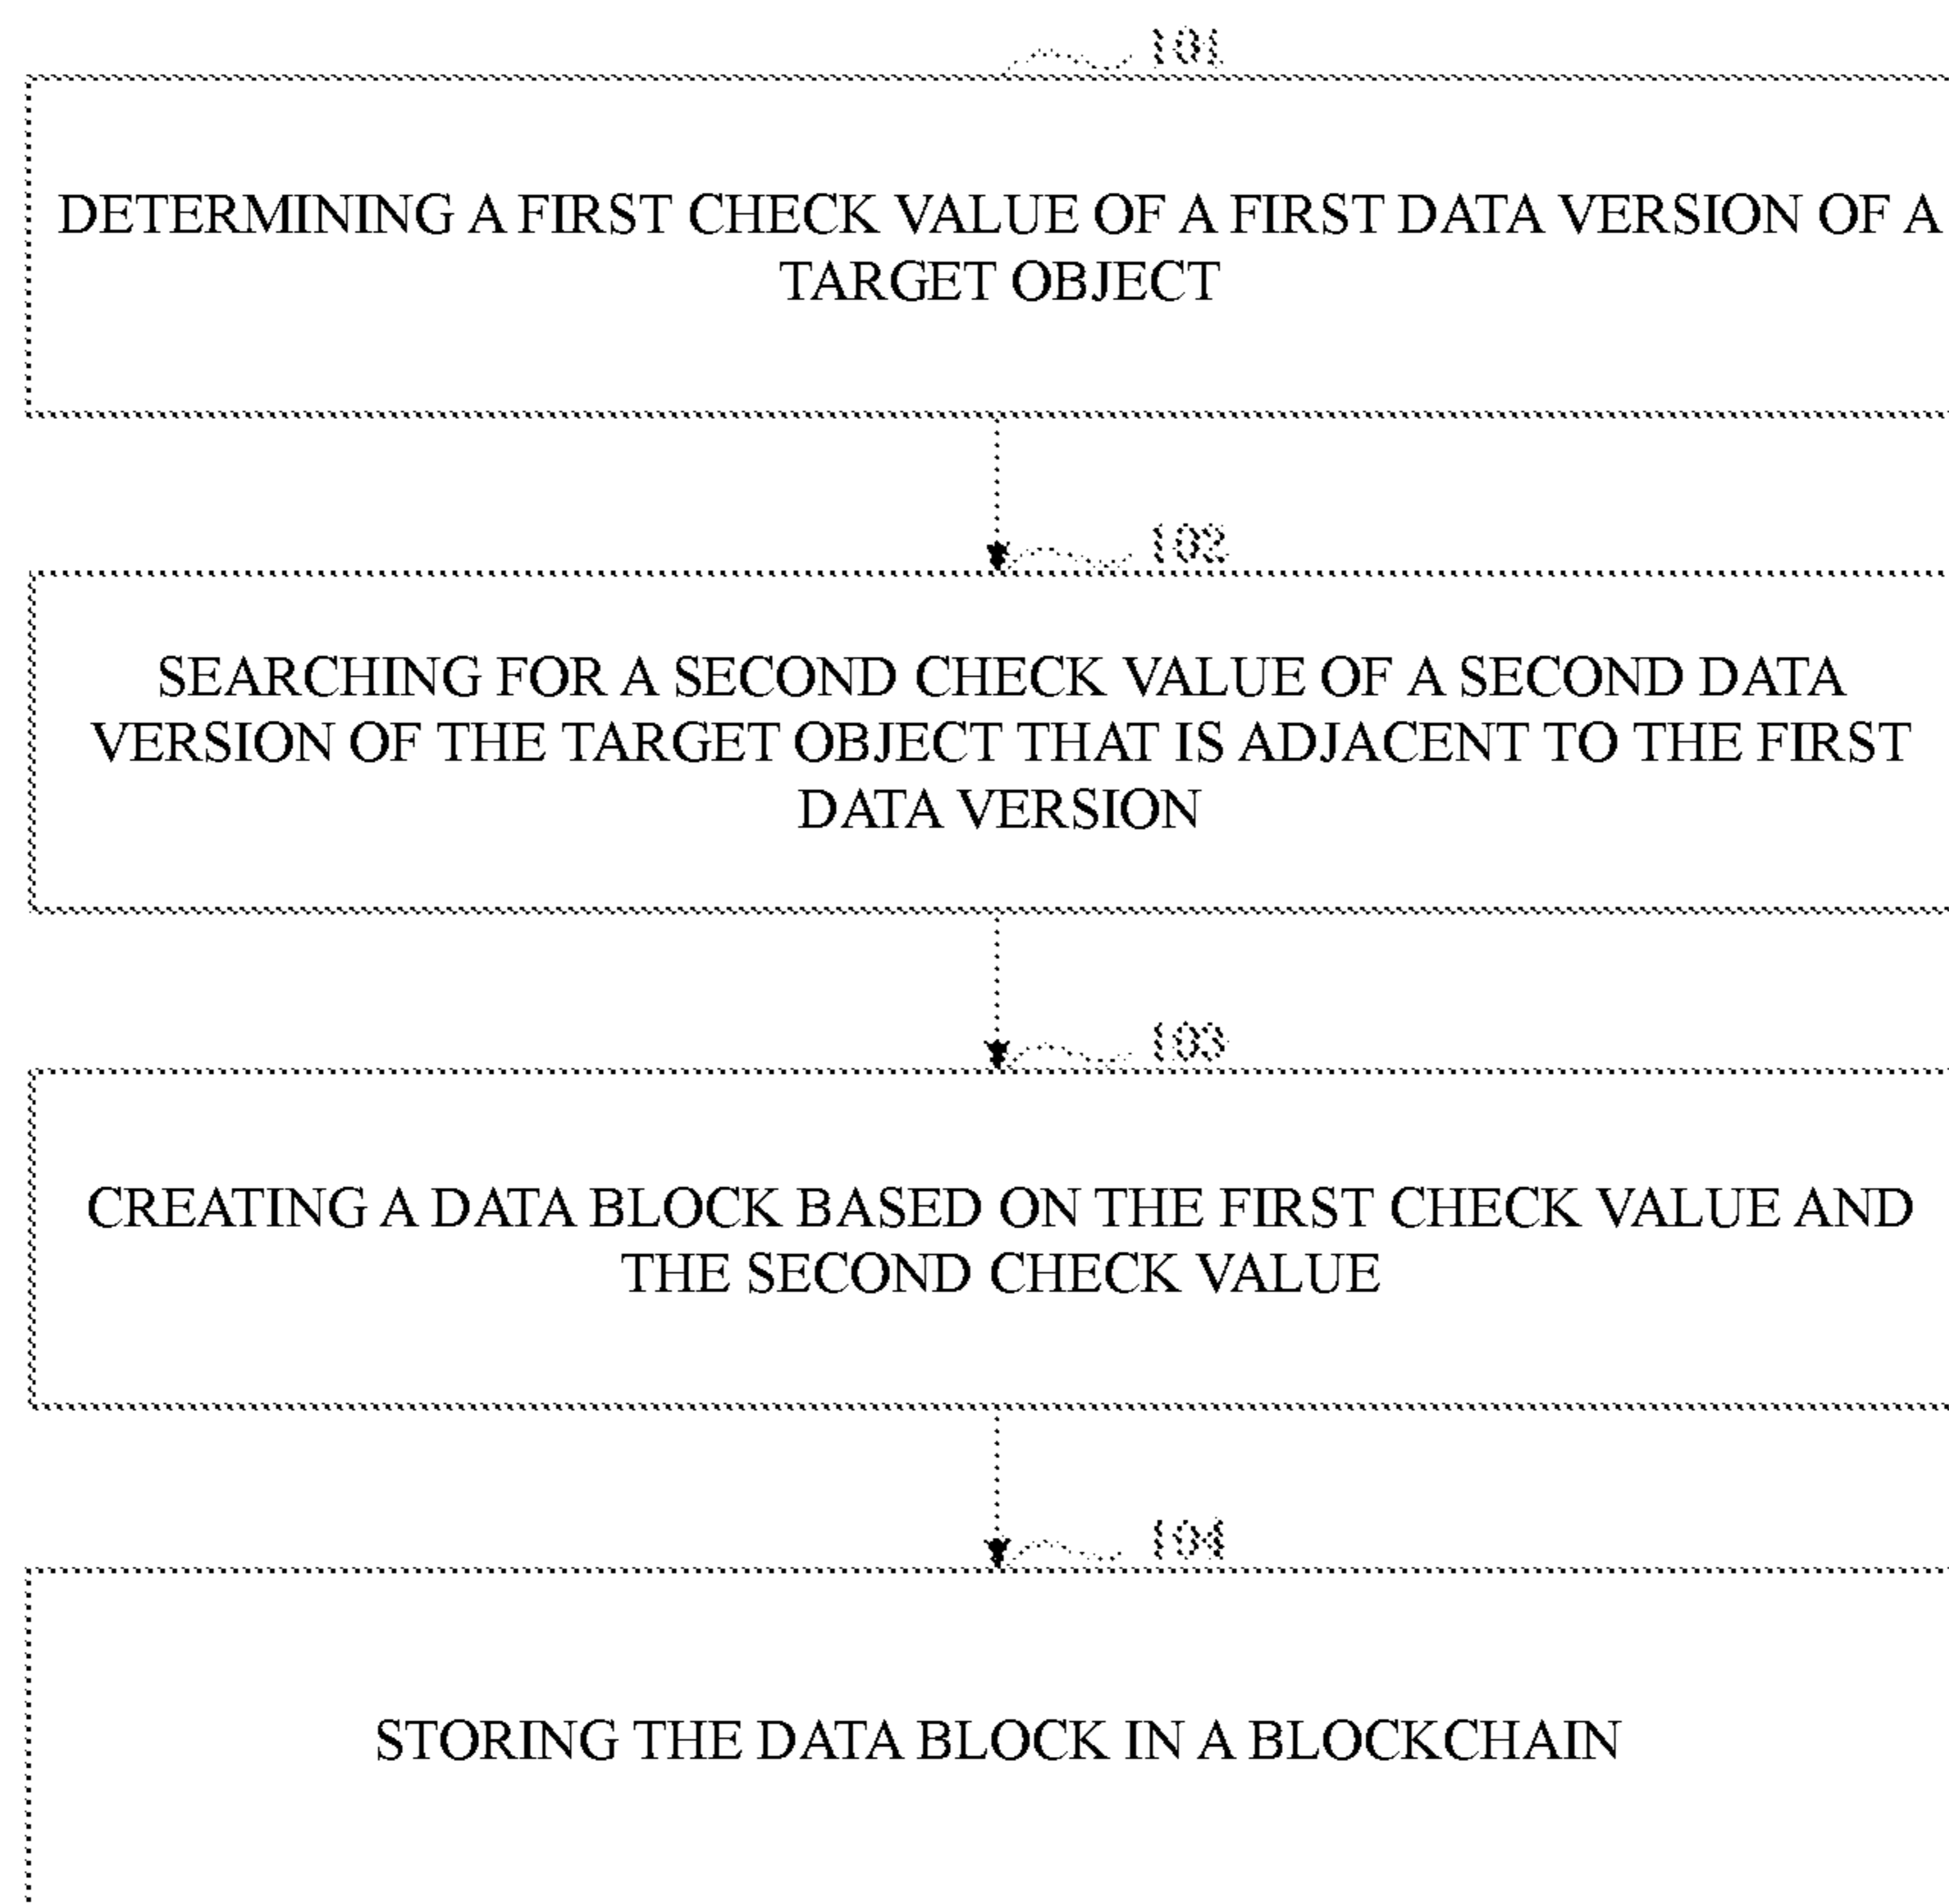 101
DETERMINING A FIRST CHECK VALUE OF A FIRST DATA VERSION OF A
TARGET OBJECT
102
SEARCHING FOR A SECOND CHECK VALUE OF A SECOND DATA
VERSION OF THE TARGET OBJECT THAT IS ADJACENT TO THE FIRST
DATA VERSION
103
CREATING A DATA BLOCK BASED ON THE FIRST CHECK VALUE AND
THE SECOND CHECK VALUE
104
STORING THE DATA BLOCK IN A BLOCKCHAIN